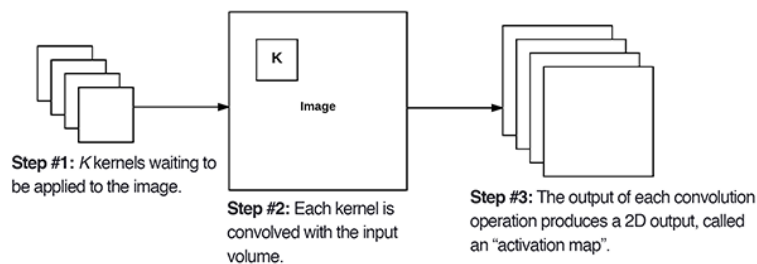 K
Image
Step #1: K kernels waiting to
be applied to the image.
Step #2: Each kernel is
convolved with the input
volume.
Step #3: The output of each convolution
operation produces a 2D output, called
an “activation map”.